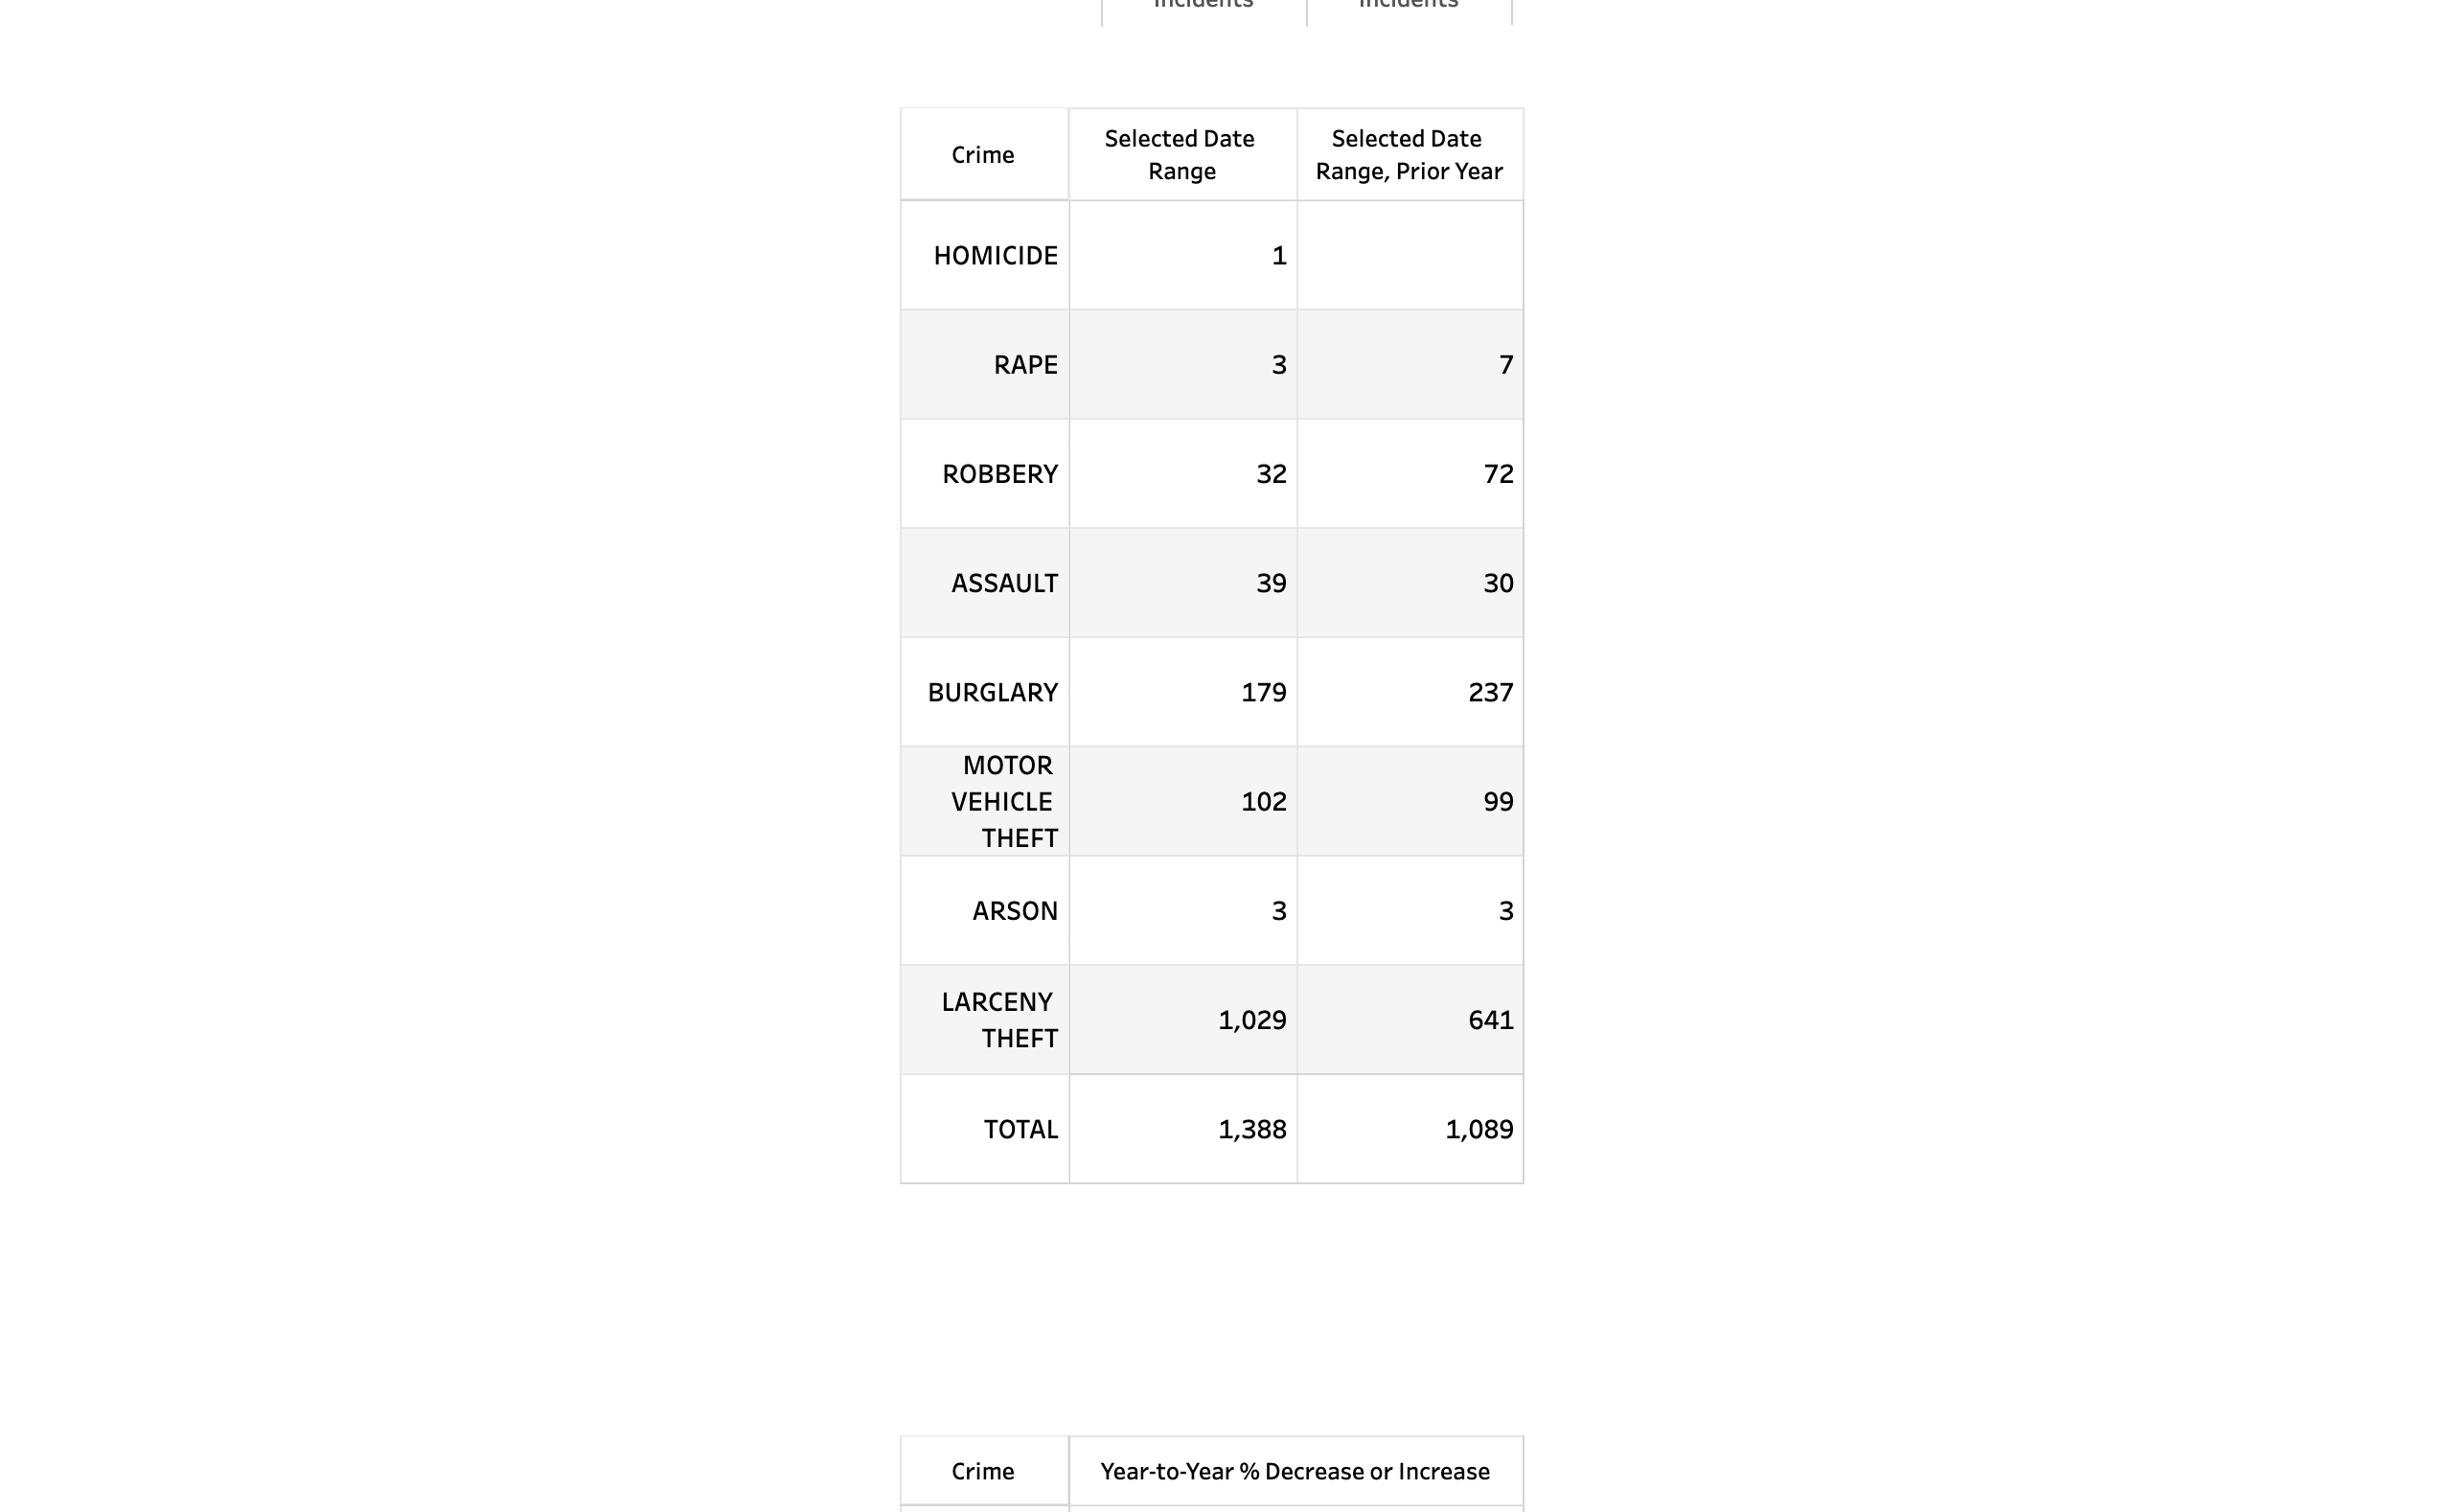 Incidents Incidents
Crime
Selected Date
Range
Selected Date
Range, Prior Year
HOMICIDE 1
RAPE 3 7
ROBBERY 32 72
ASSAULT 39 30
BURGLARY 179 237
MOTOR
VEHICLE
THEFT
102 99
ARSON 3 3
LARCENY
THEFT
1,029 641
TOTAL 1,388 1,089
Crime Year-to-Year % Decrease or Increase